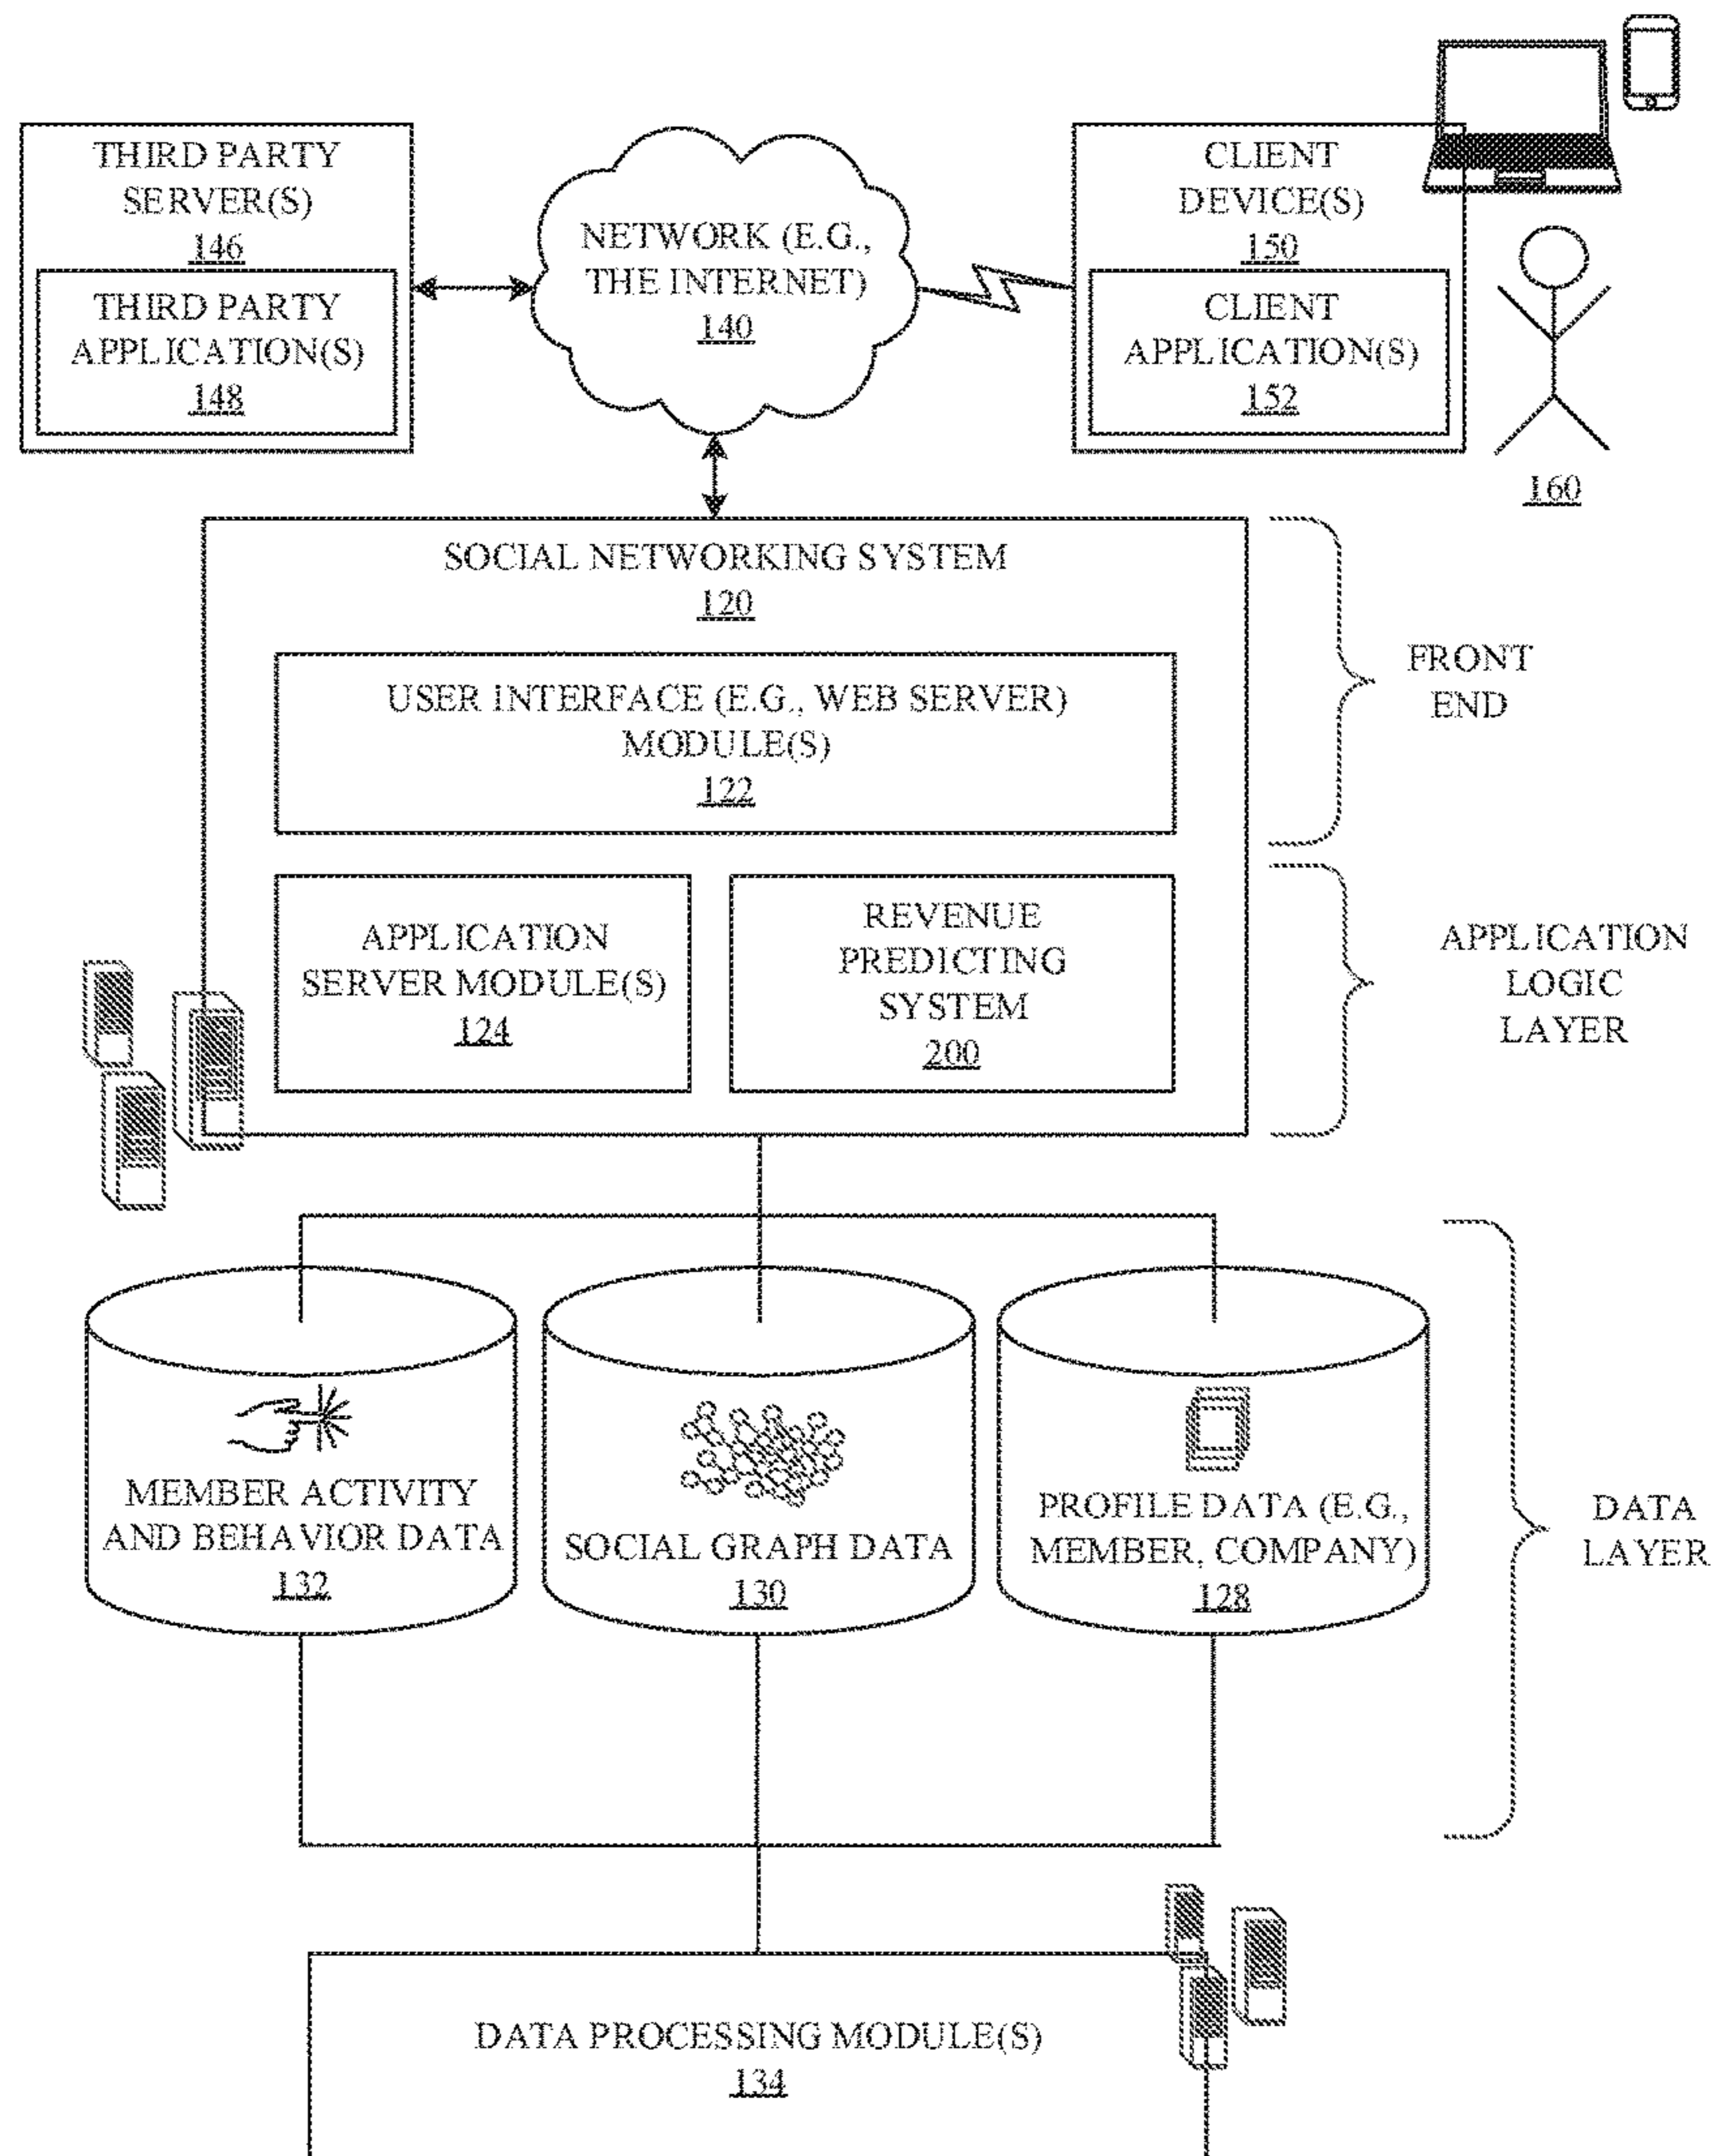 THIRD PARTY
SERVER(S)
146
THIRD PARTY
APPLICATION(S)
148
NETWORK (E.G.,
THE INTERNET)
140
CLIENT
DEVICE(S)
150
CLIENT
APPLICATION(S)
152
160
SOCIAL NETWORKING SYSTEM
120
USER INTERFACE (E.G., WEB SERVER)
MODULE(S)
122
FRONT
END
APPLICATION
SERVER MODULE(S)
124
REVENUE
PREDICTING
SYSTEM
200
APPLICATION
LOGIC
LAYER
MEMBER ACTIVITY
AND BEHAVIOR DATA
132
SOCIAL GRAPH DATA
130
PROFILE DATA (E.G.,
MEMBER, COMPANY)
128
DATA
LAYER
DATA PROCESSING MODULE(S)
134